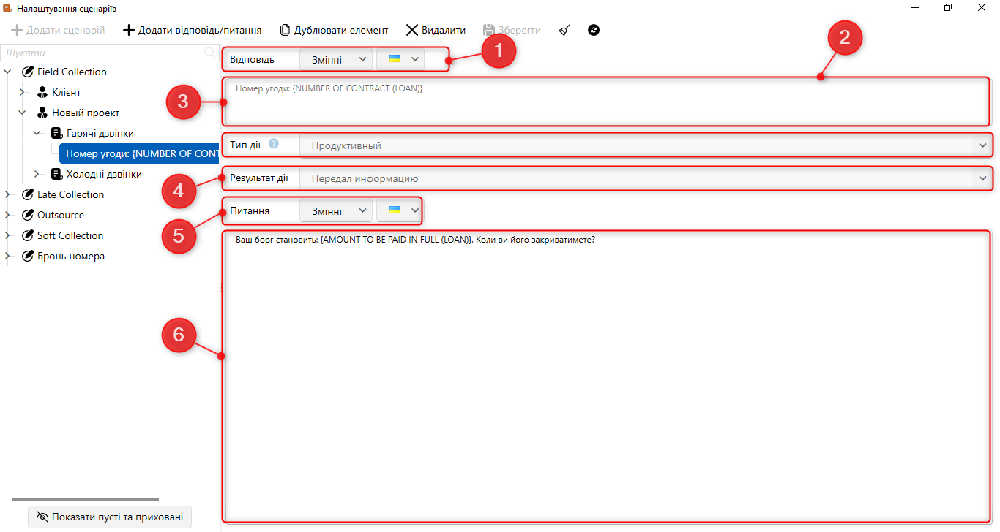 Налаштування сценаріїв
Додати сценарій Додати відповідь/питання Дублювати елемент Видалити Зберегти
Шукати
Field Collection
Клієнт
Новый проект
Гарячі дзвінки
Номер угоди: {NUMBER OF CONT
Холодні дзвінки
Late Collection
Outsource
Soft Collection
Бронь номера
Показати пусті та приховані
Відповідь Змінні
1
2
Номер угоди: {NUMBER OF CONTRACT (LOAN)}
3
Тип дії ? Продуктивный
4
Результат дії Передал информацию
5
Питання Змінні
6
Ваш борг становить: {AMOUNT TO BE PAID IN FULL (LOAN)}. Коли ви його закриватимете?